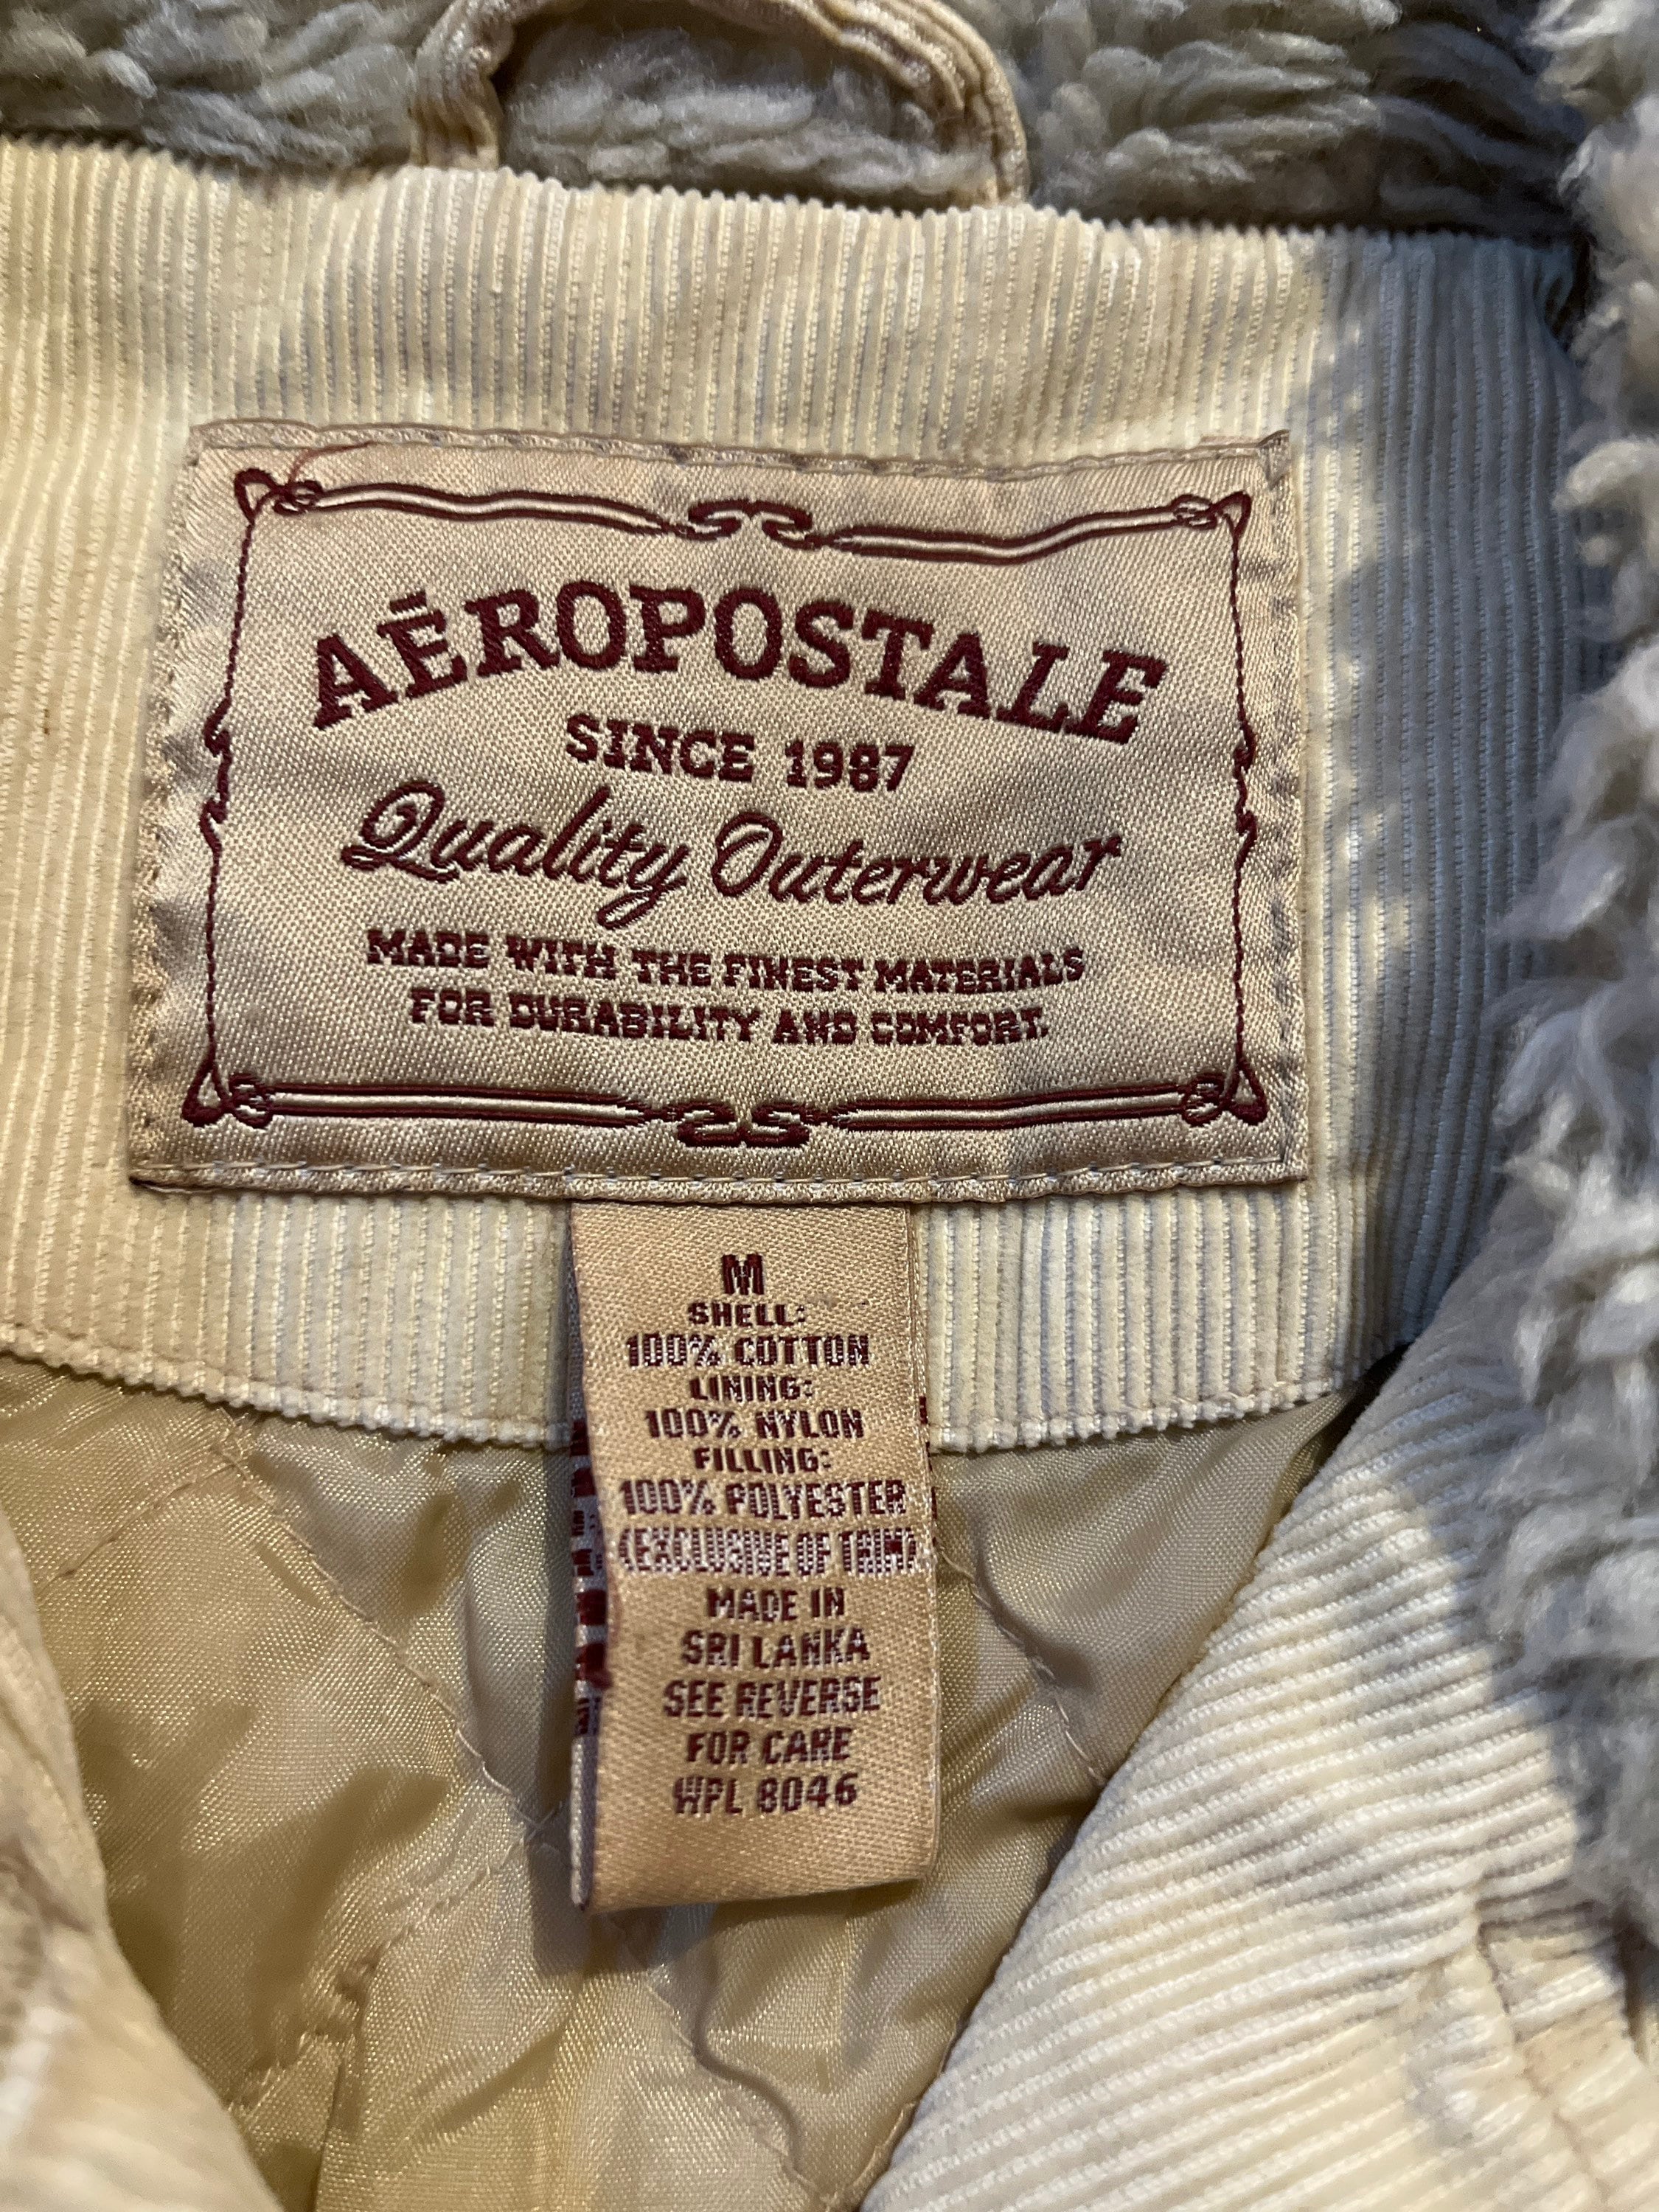 AĒROPOSTALE
SINCE 1987
Quality Outerwear
MADE WITH THE FINEST MATERIALS
FOR DURABILITY AND COMFORT.
M
SHELL:
100% COTTON
LINING:
100% NYLON
FILLING:
100% POLYESTER
(EXCLUSIVE OF TRIM)
MADE IN
SRI LANKA
SEE REVERSE
FOR CARE
WPL 8046